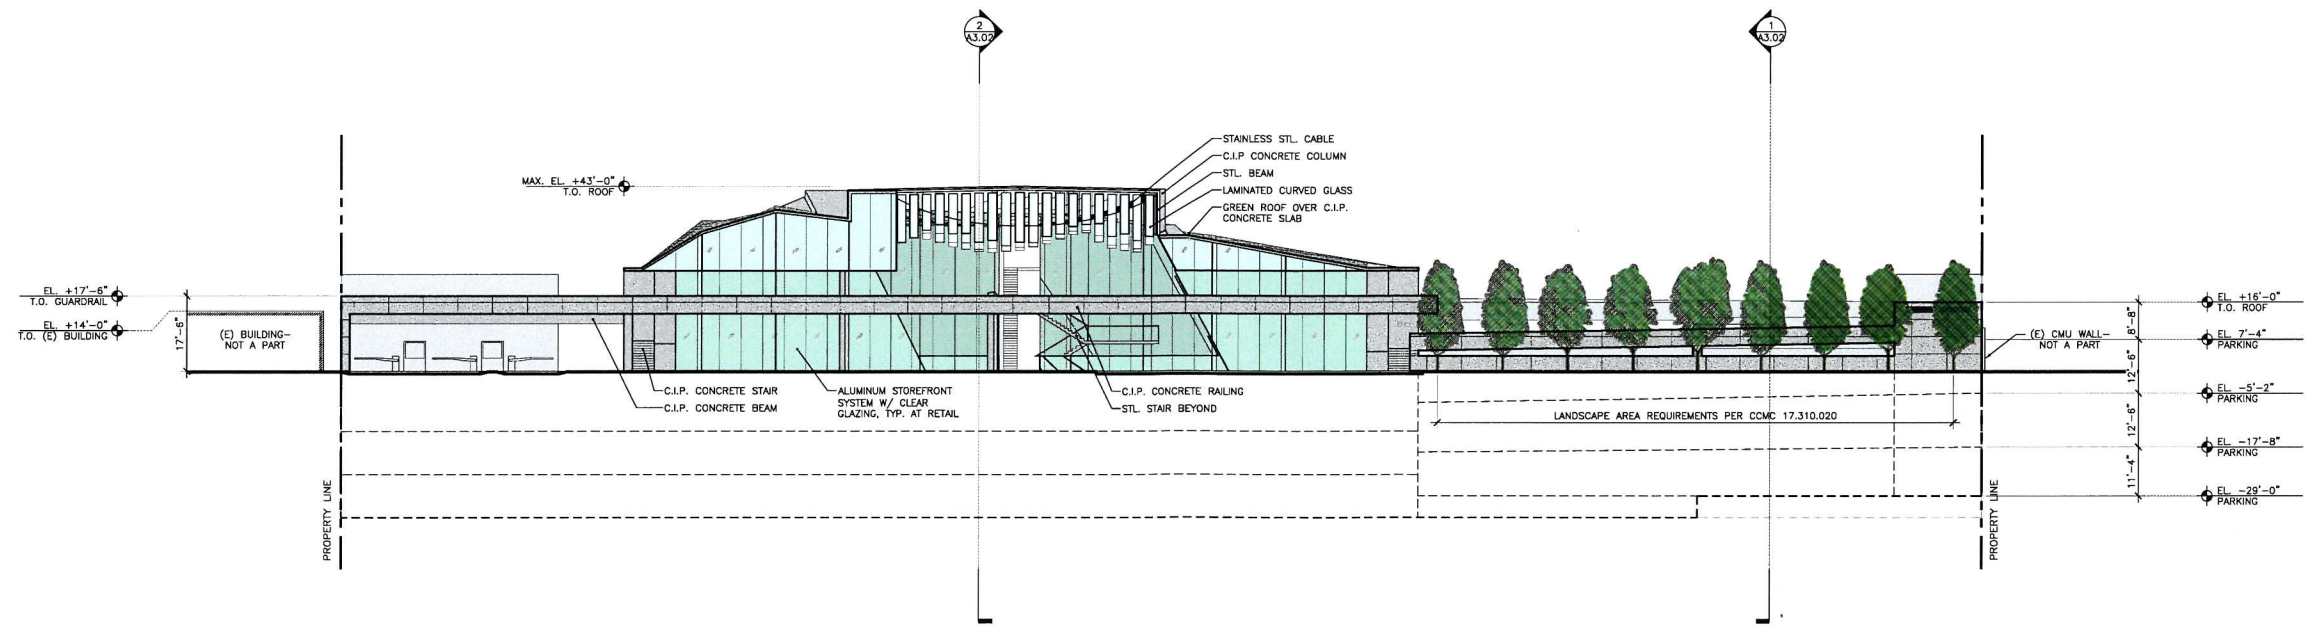 2
A3.02
1
A3.02
STAINLESS STL. CABLE
C.I.P CONCRETE COLUMN
STL. BEAM
LAMINATED CURVED GLASS
GREEN ROOF OVER C.I.P.
CONCRETE SLAB
MAX. EL. +43'-0"
T.O. ROOF
EL. +17'-6"
T.O. GUARDRAIL
EL. +14'-0"
T.O. (E) BUILDING
17'-6"
(E) BUILDING-
NOT A PART
C.I.P. CONCRETE STAIR
C.I.P. CONCRETE BEAM
ALUMINUM STOREFRONT
SYSTEM W/ CLEAR
GLAZING, TYP. AT RETAIL
C.I.P. CONCRETE RAILING
STL. STAIR BEYOND
LANDSCAPE AREA REQUIREMENTS PER CCMC 17.310.020
(E) CMU WALL-
NOT A PART
8'-8"
12'-6"
12'-6"
11'-4"
EL. +16'-0"
T.O. ROOF
EL. 7'-4"
PARKING
EL. -5'-2"
PARKING
EL. -17'-8"
PARKING
EL. -29'-0"
PARKING
PROPERTY LINE
PROPERTY LINE